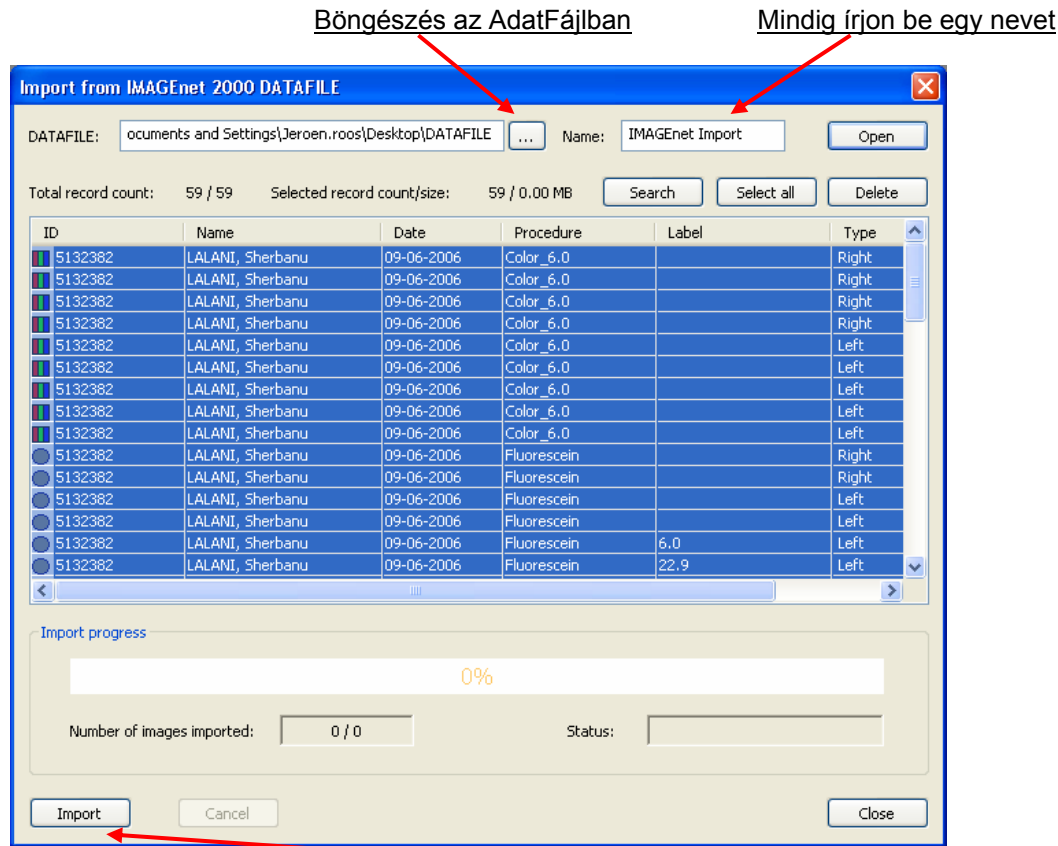 Böngészés az AdatFájlban Mindig írjon be egy nevet
Import from IMAGEnet 2000 DATAFILE
DATAFILE: ocuments and Settings\Jeroen.roos\Desktop\DATAFILE ... Name: IMAGEnet Import Open
Total record count: 59 / 59 Selected record count/size: 59 / 0.00 MB Search Select all Delete
ID Name Date Procedure Label Type
5132382 LALANI, Sherbanu 09-06-2006 Color_6.0 Right
5132382 LALANI, Sherbanu 09-06-2006 Color_6.0 Right
5132382 LALANI, Sherbanu 09-06-2006 Color_6.0 Right
5132382 LALANI, Sherbanu 09-06-2006 Color_6.0 Right
5132382 LALANI, Sherbanu 09-06-2006 Color_6.0 Left
5132382 LALANI, Sherbanu 09-06-2006 Color_6.0 Left
5132382 LALANI, Sherbanu 09-06-2006 Color_6.0 Left
5132382 LALANI, Sherbanu 09-06-2006 Color_6.0 Left
5132382 LALANI, Sherbanu 09-06-2006 Color_6.0 Left
5132382 LALANI, Sherbanu 09-06-2006 Fluorescein Right
5132382 LALANI, Sherbanu 09-06-2006 Fluorescein Right
5132382 LALANI, Sherbanu 09-06-2006 Fluorescein Left
5132382 LALANI, Sherbanu 09-06-2006 Fluorescein Left
5132382 LALANI, Sherbanu 09-06-2006 Fluorescein 6.0 Left
5132382 LALANI, Sherbanu 09-06-2006 Fluorescein 22.9 Left
Import progress
0%
Number of images imported: 0 / 0 Status:
Import Cancel Close